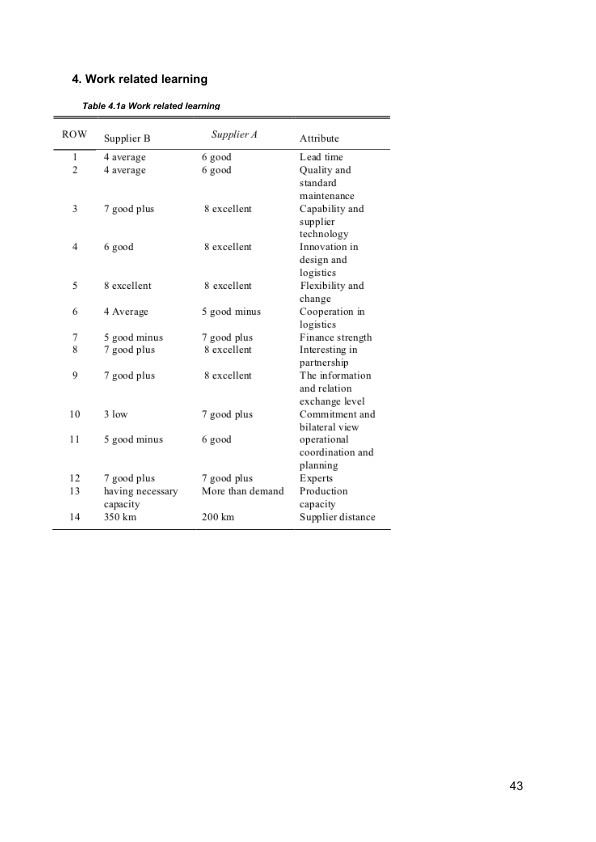 4. Work related learning
Table 4.1a Work related learning
ROW Supplier B Supplier A Attribute
1 4 average 6 good Lead time
2 4 average 6 good Quality and
standard
maintenance
3 7 good plus 8 excellent Capability and
supplier
technology
4 6 good 8 excellent Innovation in
design and
logistics
5 8 excellent 8 excellent Flexibility and
change
6 4 Average 5 good minus Cooperation in
logistics
7 5 good minus 7 good plus Finance strength
8 7 good plus 8 excellent Interesting in
partnership
9 7 good plus 8 excellent The information
and relation
exchange level
10 3 low 7 good plus Commitment and
bilateral view
11 5 good minus 6 good operational
coordination and
planning
12 7 good plus 7 good plus Experts
13 having necessary More than demand Production
capacity capacity
14 350 km 200 km Supplier distance
43